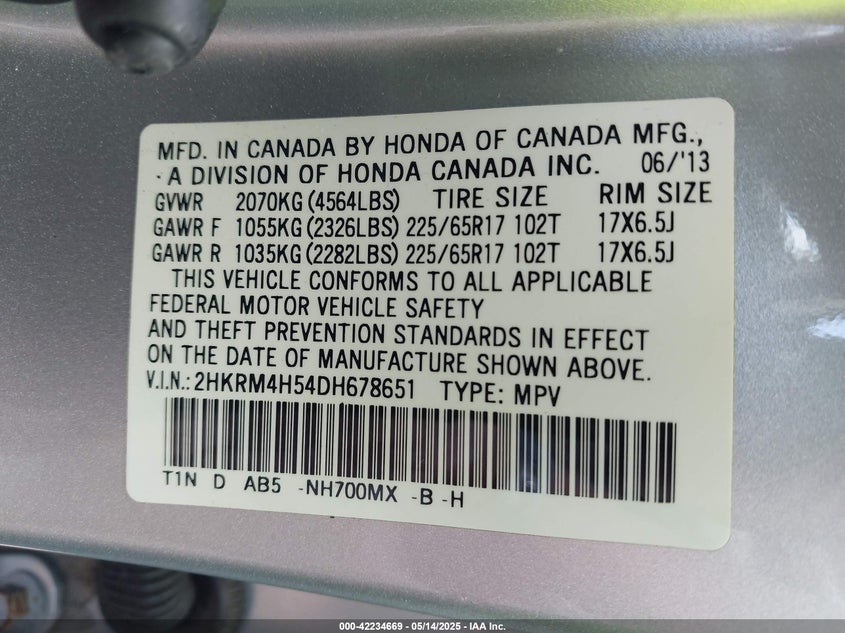 MFD. IN CANADA BY HONDA OF CANADA MFG.,
· A DIVISION OF HONDA CANADA INC. 06/'13
GVWR 2070KG (4564LBS) TIRE SIZE RIM SIZE
GAWR F 1055KG (2326LBS) 225/65R17 102T 17X6.5J
GAWR R 1035KG (2282LBS) 225/65R17 102T 17X6.5J
THIS VEHICLE CONFORMS TO ALL APPLICABLE
FEDERAL MOTOR VEHICLE SAFETY
AND THEFT PREVENTION STANDARDS IN EFFECT
ON THE DATE OF MANUFACTURE SHOWN ABOVE.
V.I.N.: 2HKRM4H54DH678651 TYPE: MPV
T1N D AB5 -NH700MX -B -H
000-42234669 — 05/14/2025 — IAA Inc.